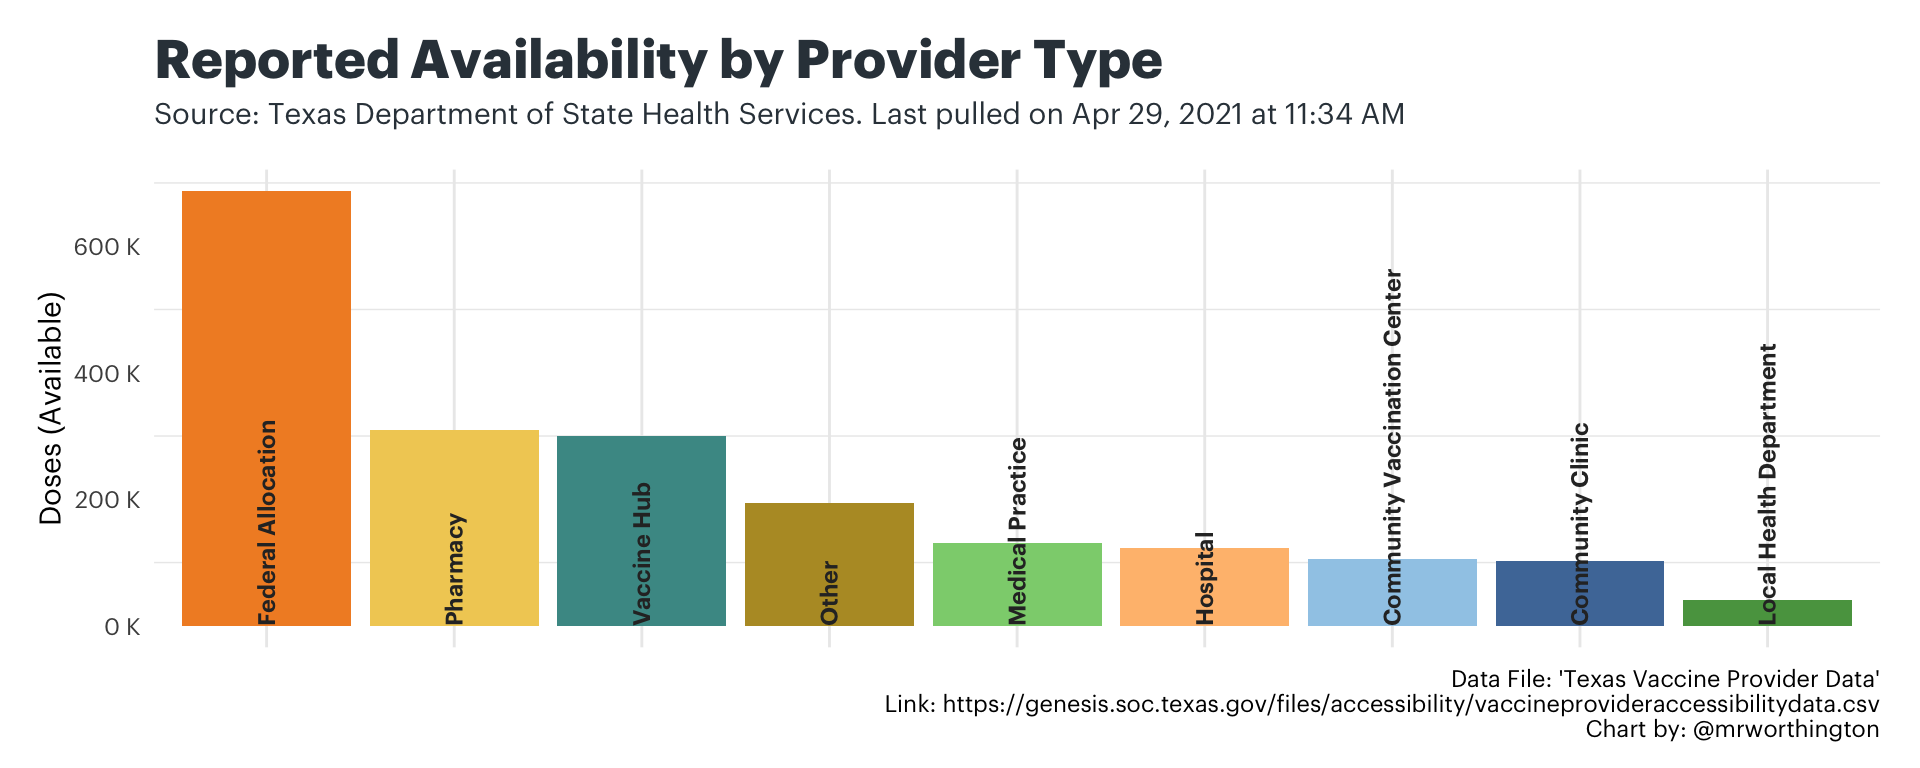 Reported Availability by Provider Type
Source: Texas Department of State Health Services. Last pulled on Apr 29, 2021 at 11:34 AM
Doses (Available)
600 K
400 K
200 K
0 K
Federal Allocation
Pharmacy
Vaccine Hub
Other
Medical Practice
Hospital
Community Vaccination Center
Community Clinic
Local Health Department
Data File: 'Texas Vaccine Provider Data'
Link: https://genesis.soc.texas.gov/files/accessibility/vaccineprovideraccessibilitydata.csv
Chart by: @mrworthington